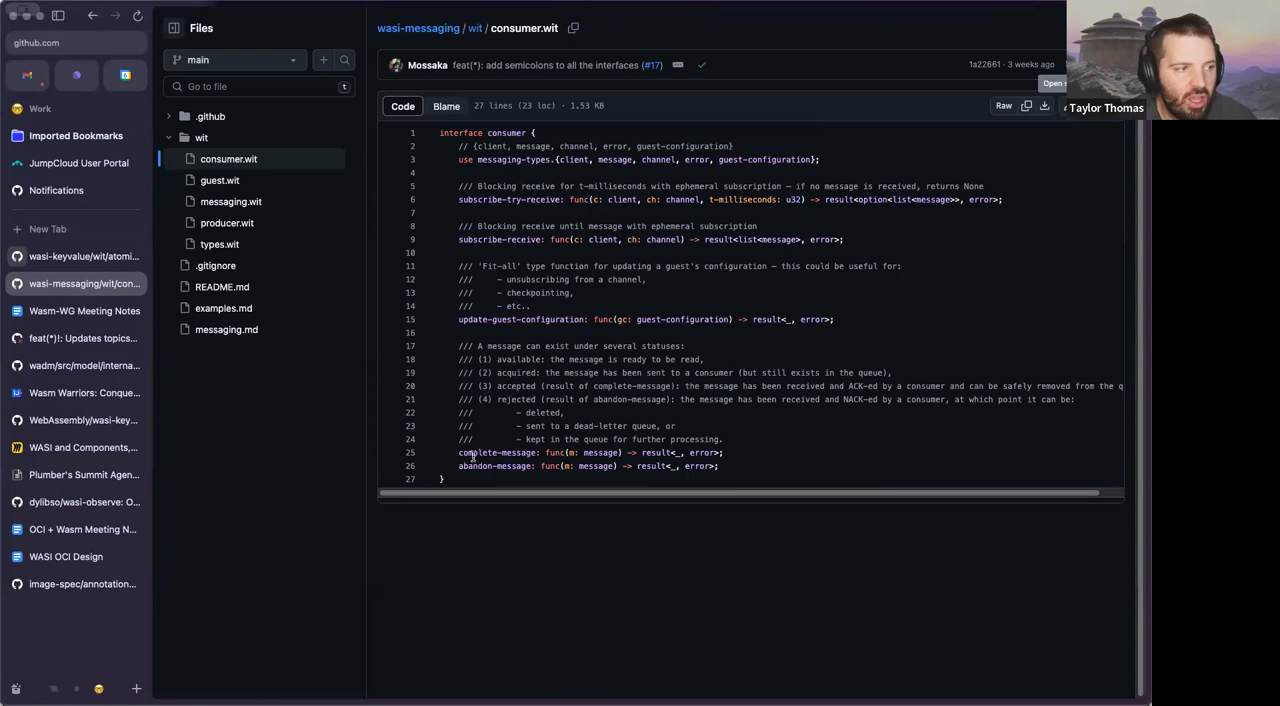 github.com
Work
Imported Bookmarks
JumpCloud User Portal
Notifications
New Tab
wasi-keyvalue/wit/atomi...
wasi-messaging/wit/con...
Wasm-WG Meeting Notes
feat(*)!: Updates topics...
wadm/src/model/interna...
Wasm Warriors: Conque...
WebAssembly/wasi-key...
WASI and Components,...
Plumber's Summit Agen...
dylibso/wasi-observe: O...
OCI + Wasm Meeting N...
WASI OCI Design
image-spec/annotation...
Files
main
Go to file
t
.github
wit
consumer.wit
guest.wit
messaging.wit
producer.wit
types.wit
.gitignore
README.md
examples.md
messaging.md
wasi-messaging / wit / consumer.wit
Mossaka feat(*): add semicolons to all the interfaces (#17)
1a22661 · 3 weeks ago
Open s
Code Blame 27 lines (23 loc) · 1.53 KB
Raw
1 interface consumer {
2 // {client, message, channel, error, guest-configuration}
3 use messaging-types.{client, message, channel, error, guest-configuration};
4
5 /// Blocking receive for t-milliseconds with ephemeral subscription – if no message is received, returns None
6 subscribe-try-receive: func(c: client, ch: channel, t-milliseconds: u32) -> result<option<list<message>>, error>;
7
8 /// Blocking receive until message with ephemeral subscription
9 subscribe-receive: func(c: client, ch: channel) -> result<list<message>, error>;
10
11 /// 'Fit-all' type function for updating a guest's configuration – this could be useful for:
12 /// - unsubscribing from a channel,
13 /// - checkpointing,
14 /// - etc..
15 update-guest-configuration: func(gc: guest-configuration) -> result<_, error>;
16
17 /// A message can exist under several statuses:
18 /// (1) available: the message is ready to be read,
19 /// (2) acquired: the message has been sent to a consumer (but still exists in the queue),
20 /// (3) accepted (result of complete-message): the message has been received and ACK-ed by a consumer and can be safely removed from the q
21 /// (4) rejected (result of abandon-message): the message has been received and NACK-ed by a consumer, at which point it can be:
22 /// - deleted,
23 /// - sent to a dead-letter queue, or
24 /// - kept in the queue for further processing.
25 complete-message: func(m: message) -> result<_, error>;
26 abandon-message: func(m: message) -> result<_, error>;
27 }
Taylor Thomas